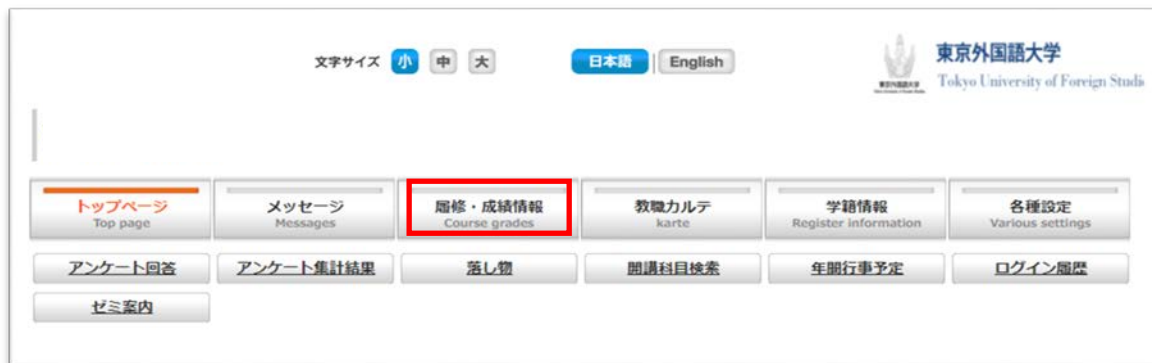 文字サイズ 小 中 大 日本語 English
東京外国語大学
Tokyo University of Foreign Studi
トップページ メッセージ 履修・成績情報 教職カルテ 学籍情報 各種設定
Top page Messages Course grades karte Register information Various settings
アンケート回答 アンケート集計結果 落し物 開講科目検索 年間行事予定 ログイン履歴
ゼミ案内